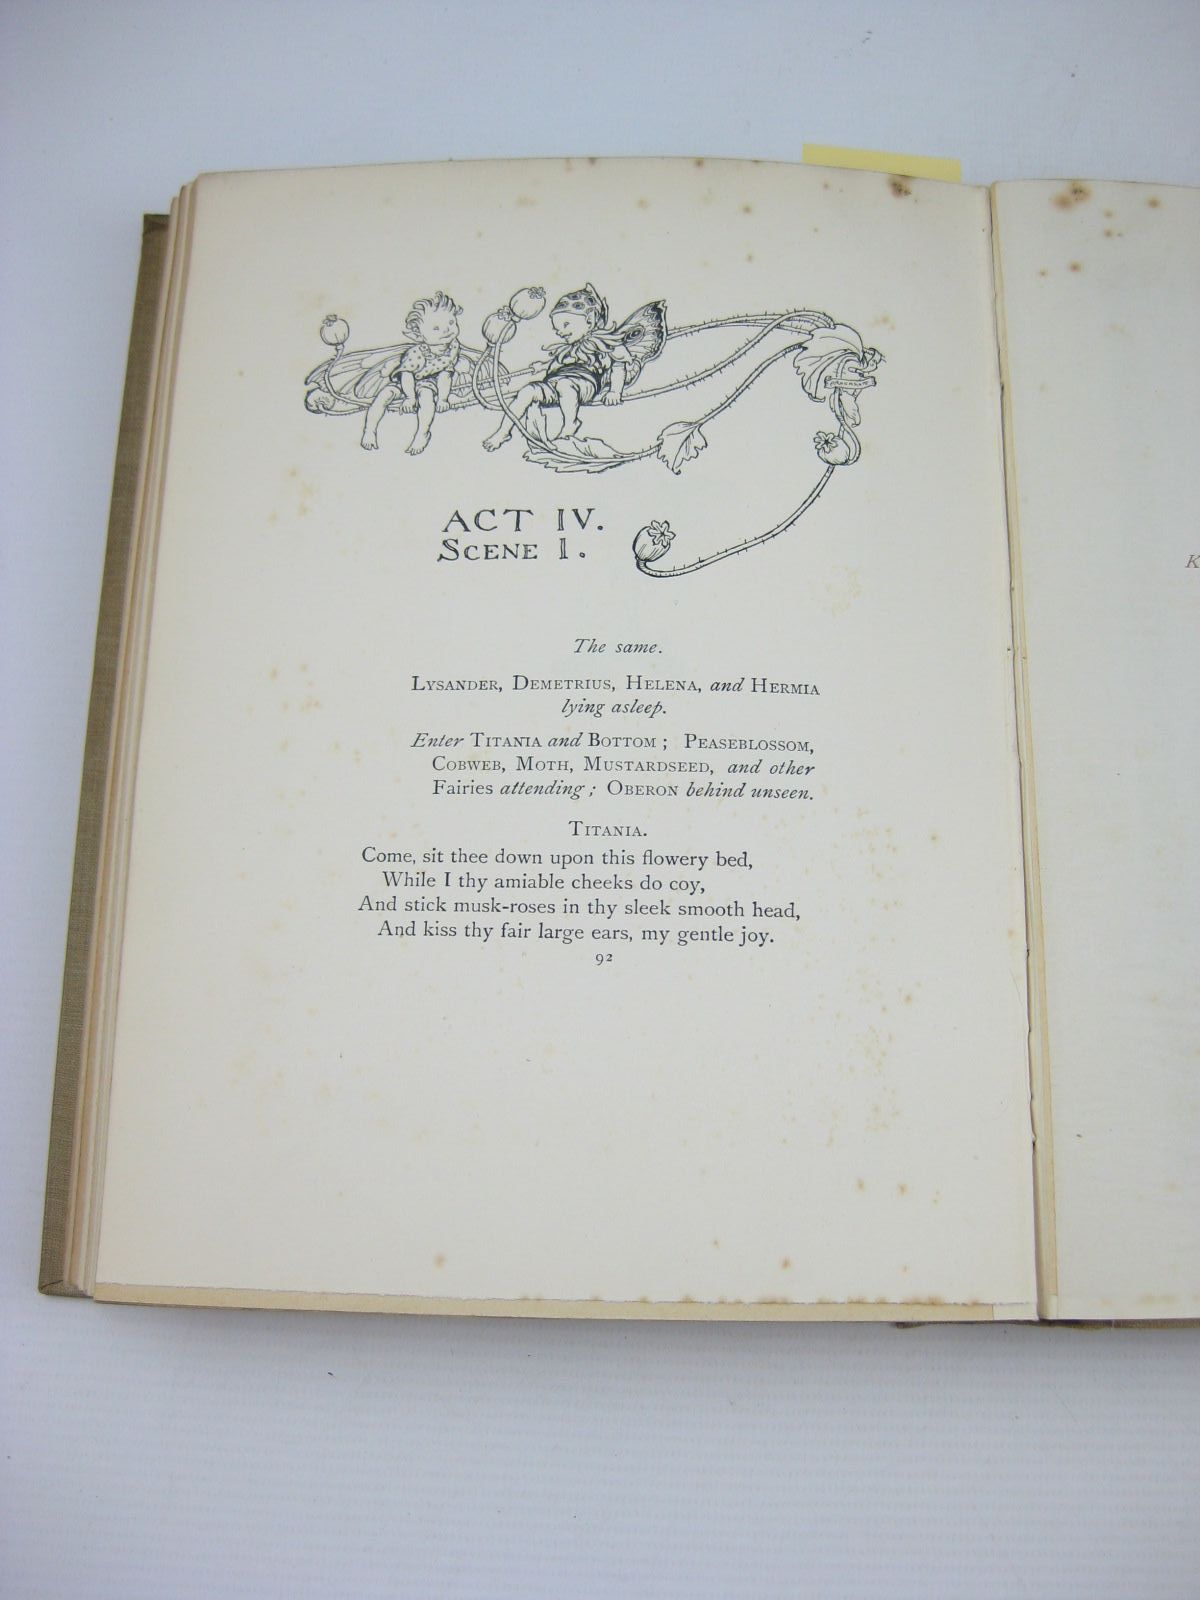 ACT IV.
SCENE I.
The same.
LYSANDER, DEMETRIUS, HELENA, and HERMIA
lying asleep.
Enter TITANIA and BOTTOM ; PEASEBLOSSOM,
COBWEB, MOTH, MUSTARDSEED, and other
Fairies attending ; OBERON behind unseen.
TITANIA.
Come, sit thee down upon this flowery bed,
While I thy amiable cheeks do coy,
And stick musk-roses in thy sleek smooth head,
And kiss thy fair large ears, my gentle joy.
92
K